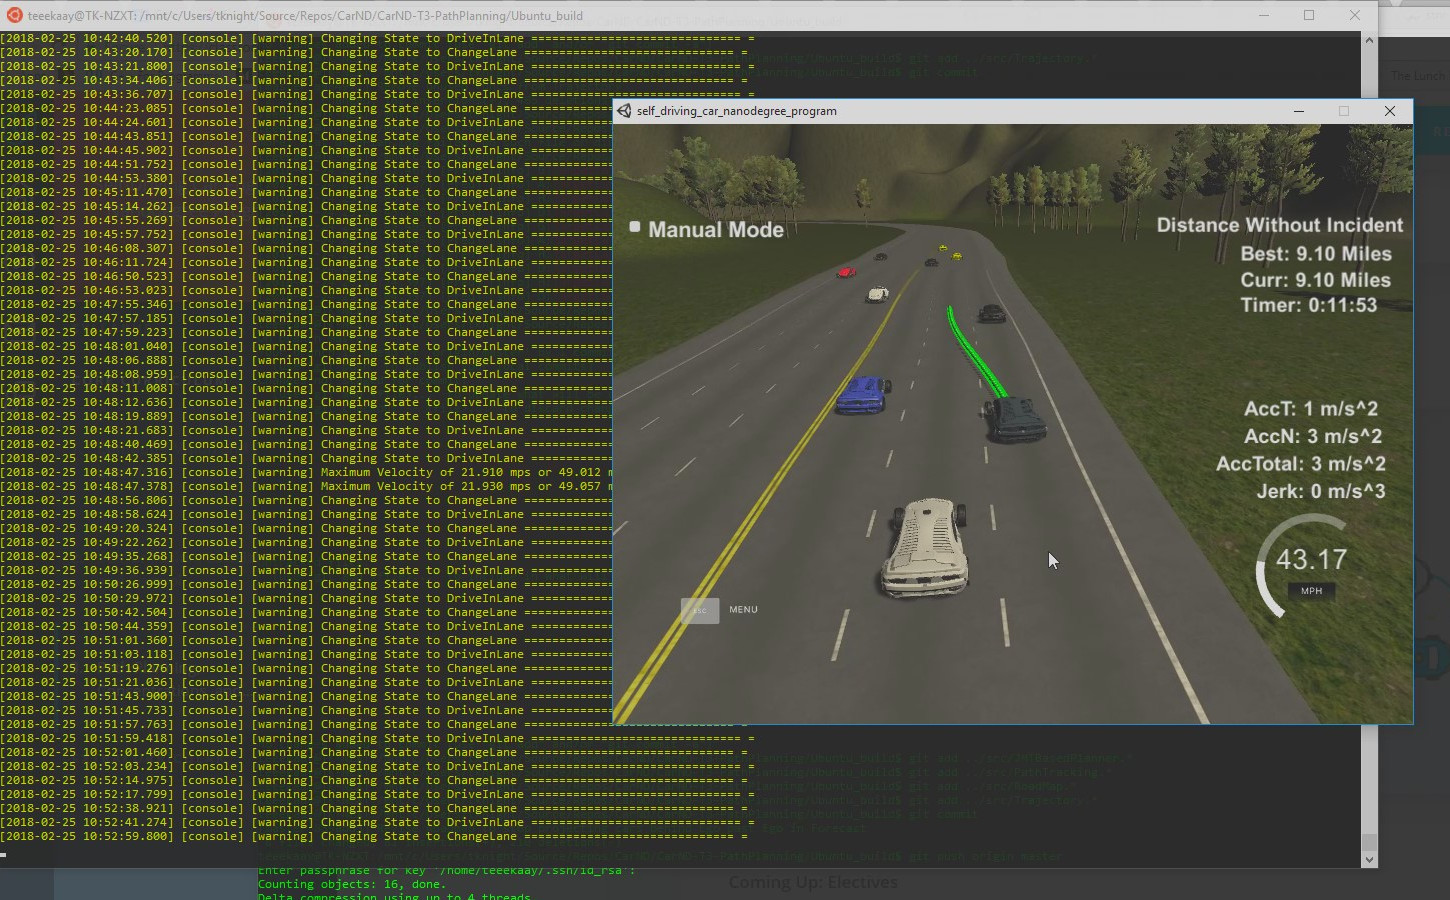 teeekaay@TK-NZXT: /mnt/c/Users/tknight/Source/Repos/CarND/CarND-T3-PathPlanning/Ubuntu_build
[2018-02-25 10:42:40.520] [console] [warning] Changing State to DriveInLane ============================== =
[2018-02-25 10:43:20.170] [console] [warning] Changing State to ChangeLane ============================== =
[2018-02-25 10:43:21.800] [console] [warning] Changing State to DriveInLane ============================== =
[2018-02-25 10:43:34.406] [console] [warning] Changing State to ChangeLane ============================== =
[2018-02-25 10:43:36.707] [console] [warning] Changing State to DriveInLane ============================== =
[2018-02-25 10:44:23.085] [console] [warning] Changing State to ChangeLane ============
[2018-02-25 10:44:24.601] [console] [warning] Changing State to DriveInLane ===========
[2018-02-25 10:44:43.851] [console] [warning] Changing State to ChangeLane ============
[2018-02-25 10:44:45.902] [console] [warning] Changing State to DriveInLane ===========
[2018-02-25 10:44:51.752] [console] [warning] Changing State to ChangeLane ============
[2018-02-25 10:44:53.380] [console] [warning] Changing State to DriveInLane ===========
[2018-02-25 10:45:11.470] [console] [warning] Changing State to ChangeLane ============
[2018-02-25 10:45:14.262] [console] [warning] Changing State to DriveInLane ===========
[2018-02-25 10:45:55.269] [console] [warning] Changing State to ChangeLane ============
[2018-02-25 10:45:57.752] [console] [warning] Changing State to DriveInLane ===========
[2018-02-25 10:46:08.307] [console] [warning] Changing State to ChangeLane ============
[2018-02-25 10:46:11.724] [console] [warning] Changing State to DriveInLane ===========
[2018-02-25 10:46:50.523] [console] [warning] Changing State to ChangeLane ============
[2018-02-25 10:46:53.023] [console] [warning] Changing State to DriveInLane ===========
[2018-02-25 10:47:55.346] [console] [warning] Changing State to ChangeLane ============
[2018-02-25 10:47:57.185] [console] [warning] Changing State to DriveInLane ===========
[2018-02-25 10:47:59.223] [console] [warning] Changing State to ChangeLane ============
[2018-02-25 10:48:01.040] [console] [warning] Changing State to DriveInLane ===========
[2018-02-25 10:48:06.888] [console] [warning] Changing State to ChangeLane ============
[2018-02-25 10:48:08.959] [console] [warning] Changing State to DriveInLane ===========
[2018-02-25 10:48:11.008] [console] [warning] Changing State to ChangeLane ============
[2018-02-25 10:48:12.636] [console] [warning] Changing State to DriveInLane ===========
[2018-02-25 10:48:19.889] [console] [warning] Changing State to ChangeLane ============
[2018-02-25 10:48:21.683] [console] [warning] Changing State to DriveInLane ===========
[2018-02-25 10:48:40.469] [console] [warning] Changing State to ChangeLane ============
[2018-02-25 10:48:42.385] [console] [warning] Changing State to DriveInLane ===========
[2018-02-25 10:48:47.316] [console] [warning] Maximum Velocity of 21.910 mps or 49.012
[2018-02-25 10:48:47.378] [console] [warning] Maximum Velocity of 21.930 mps or 49.057
[2018-02-25 10:48:56.806] [console] [warning] Changing State to ChangeLane ============
[2018-02-25 10:48:58.624] [console] [warning] Changing State to DriveInLane ===========
[2018-02-25 10:49:20.324] [console] [warning] Changing State to ChangeLane ============
[2018-02-25 10:49:22.262] [console] [warning] Changing State to DriveInLane ===========
[2018-02-25 10:49:35.268] [console] [warning] Changing State to ChangeLane ============
[2018-02-25 10:49:36.939] [console] [warning] Changing State to DriveInLane ===========
[2018-02-25 10:50:26.999] [console] [warning] Changing State to ChangeLane ============
[2018-02-25 10:50:29.972] [console] [warning] Changing State to DriveInLane ===========
[2018-02-25 10:50:42.504] [console] [warning] Changing State to ChangeLane ============
[2018-02-25 10:50:44.359] [console] [warning] Changing State to DriveInLane ===========
[2018-02-25 10:51:01.360] [console] [warning] Changing State to ChangeLane ============
[2018-02-25 10:51:03.118] [console] [warning] Changing State to DriveInLane ===========
[2018-02-25 10:51:19.276] [console] [warning] Changing State to ChangeLane ============
[2018-02-25 10:51:21.036] [console] [warning] Changing State to DriveInLane ===========
[2018-02-25 10:51:43.900] [console] [warning] Changing State to ChangeLane ============
[2018-02-25 10:51:45.733] [console] [warning] Changing State to DriveInLane ===========
[2018-02-25 10:51:57.763] [console] [warning] Changing State to ChangeLane ============================== =
[2018-02-25 10:51:59.418] [console] [warning] Changing State to DriveInLane ============================== =
[2018-02-25 10:52:01.460] [console] [warning] Changing State to ChangeLane ============================== =
[2018-02-25 10:52:03.234] [console] [warning] Changing State to DriveInLane ============================== =
[2018-02-25 10:52:14.975] [console] [warning] Changing State to ChangeLane ============================== =
[2018-02-25 10:52:17.799] [console] [warning] Changing State to DriveInLane ============================== =
[2018-02-25 10:52:38.921] [console] [warning] Changing State to ChangeLane ============================== =
[2018-02-25 10:52:41.274] [console] [warning] Changing State to DriveInLane ============================== =
[2018-02-25 10:52:59.800] [console] [warning] Changing State to ChangeLane ============================== =
self_driving_car_nanodegree_program
Manual Mode
Distance Without Incident
Best: 9.10 Miles
Curr: 9.10 Miles
Timer: 0:11:53
AccT: 1 m/s^2
AccN: 3 m/s^2
AccTotal: 3 m/s^2
Jerk: 0 m/s^3
43.17
MPH
ESC MENU
The Lunch
Enter passphrase for key '/home/teeekaay/.ssh/id_rsa':
Counting objects: 16, done.
Delta compression using up to 4 threads
Coming Up: Electives